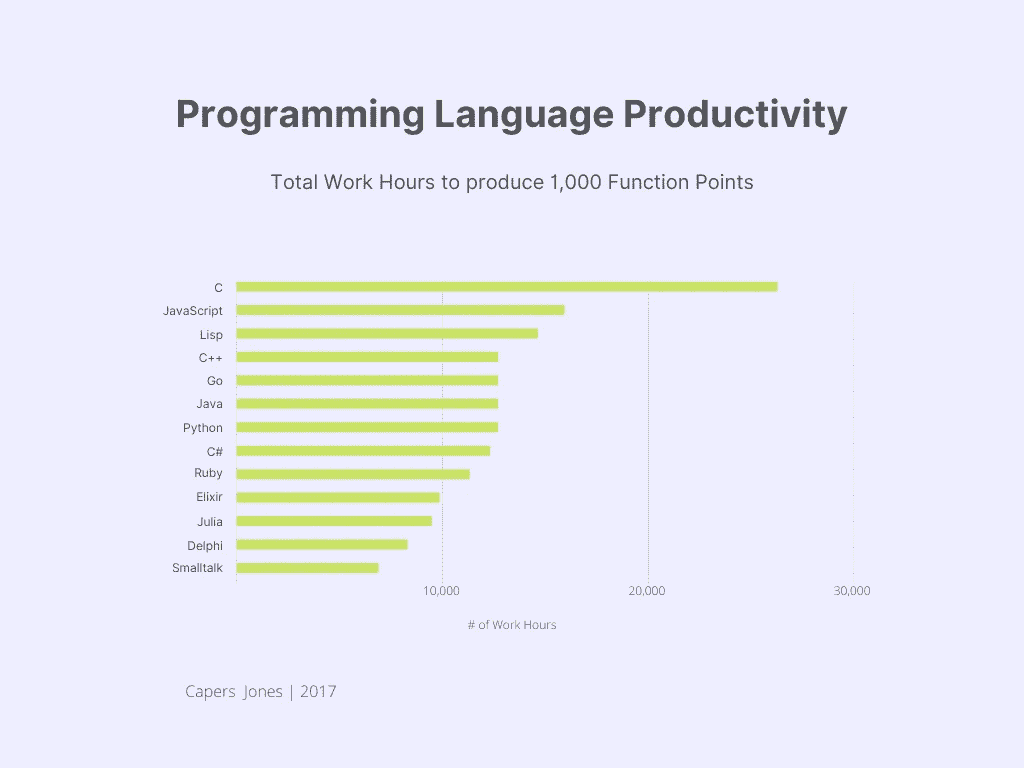 Programming Language Productivity
Total Work Hours to produce 1,000 Function Points
C
JavaScript
Lisp
C++
Go
Java
Python
C#
Ruby
Elixir
Julia
Delphi
Smalltalk
10,000 20,000 30,000
# of Work Hours
Capers Jones | 2017